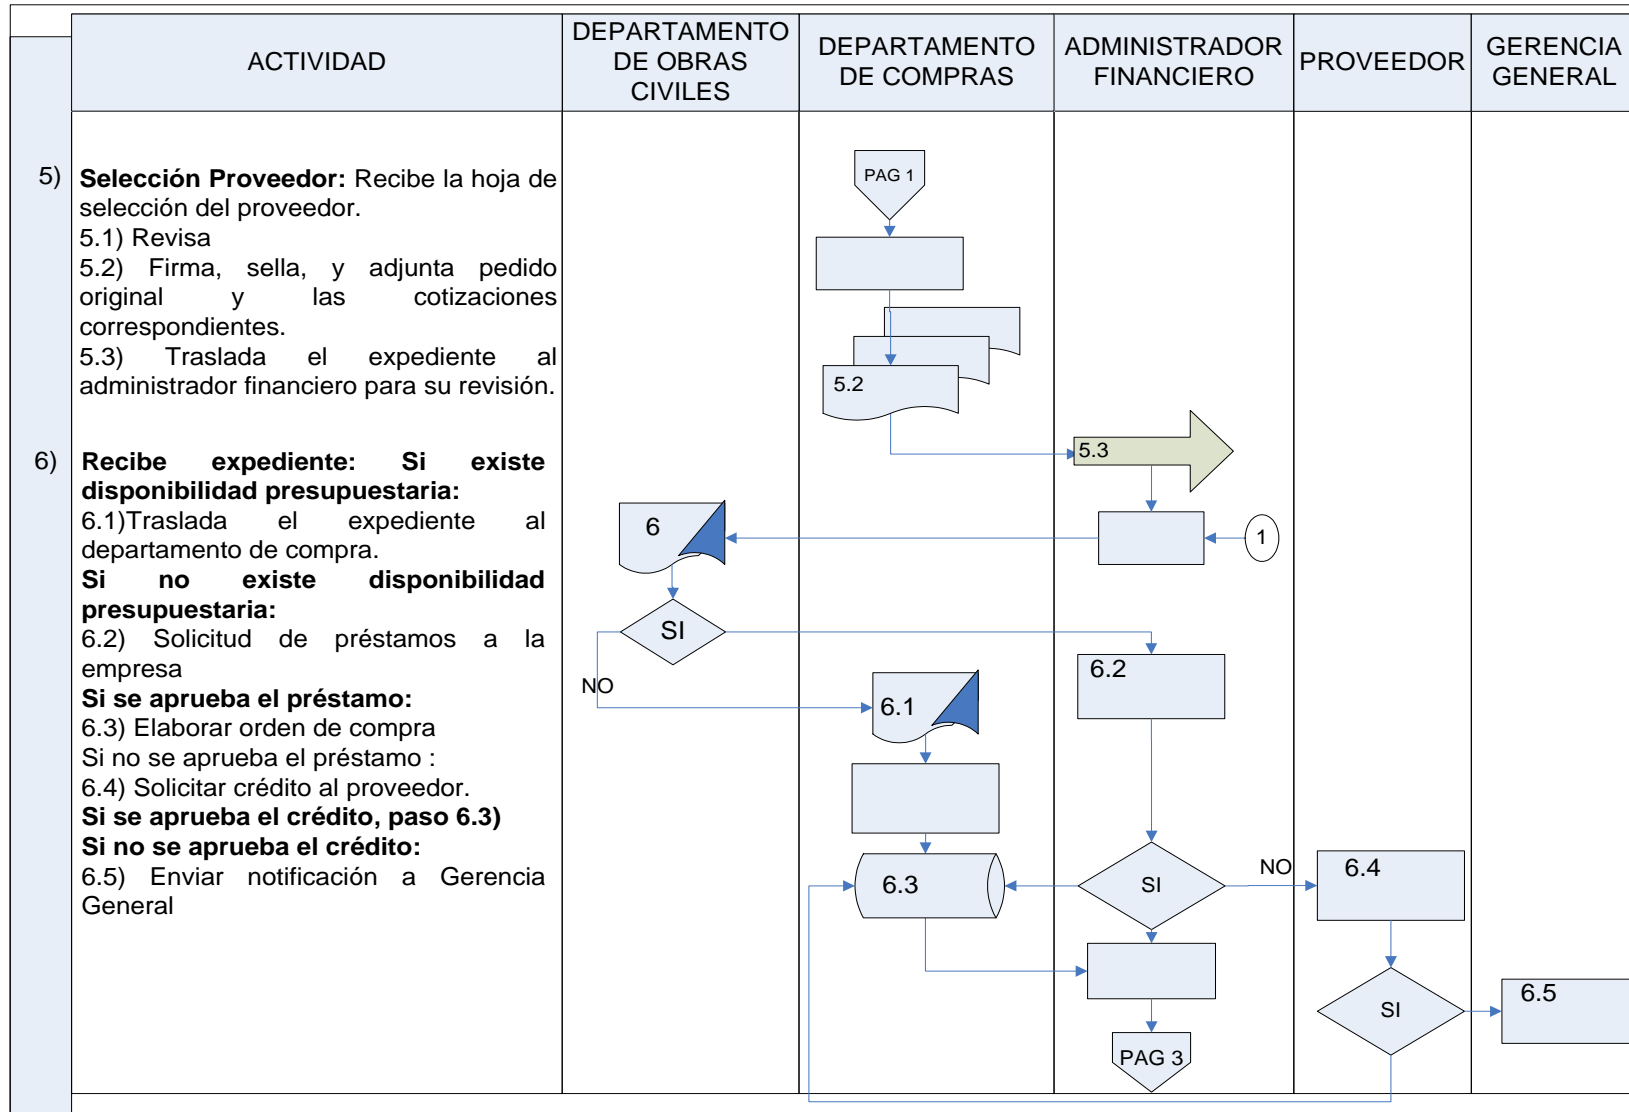 ACTIVIDAD
DEPARTAMENTO
DE OBRAS
CIVILES
DEPARTAMENTO
DE COMPRAS
ADMINISTRADOR
FINANCIERO
PROVEEDOR
GERENCIA
GENERAL
5)
Selección Proveedor: Recibe la hoja de
selección del proveedor.
5.1) Revisa
5.2) Firma, sella, y adjunta pedido
original y las cotizaciones
correspondientes.
5.3) Traslada el expediente al
administrador financiero para su revisión.
6)
Recibe expediente: Si existe
disponibilidad presupuestaria:
6.1)Traslada el expediente al
departamento de compra.
Si no existe disponibilidad
presupuestaria:
6.2) Solicitud de préstamos a la
empresa
Si se aprueba el préstamo:
6.3) Elaborar orden de compra
Si no se aprueba el préstamo :
6.4) Solicitar crédito al proveedor.
Si se aprueba el crédito, paso 6.3)
Si no se aprueba el crédito:
6.5) Enviar notificación a Gerencia
General
PAG 1
5.2
5.3
6
1
SI
NO
6.2
6.1
6.3
SI
NO
6.4
SI
6.5
PAG 3